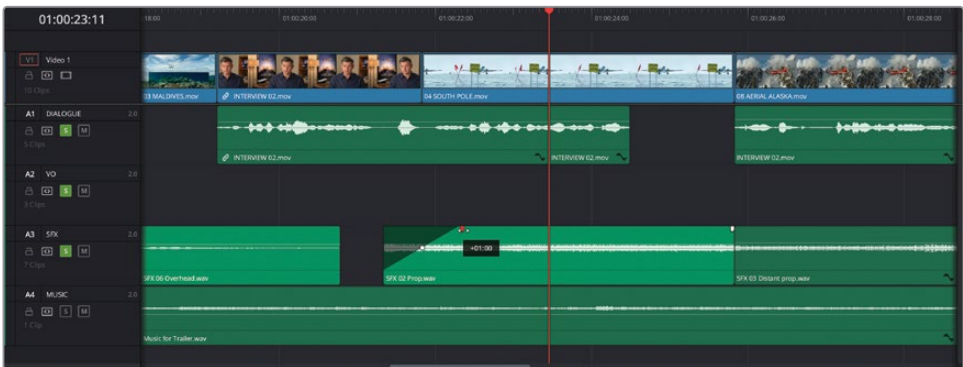 01:00:23:11
18:00
01:00:20:00
01:00:22:00
01:00:24:00
01:00:26:00
01:00:28:00
V1 Video 1
10 Clips
03 MALDIVES.mov
INTERVIEW 02.mov
04 SOUTH POLE.mov
08 AERIAL ALASKA.mov
A1 DIALOGUE 2.0
S M
5 Clips
INTERVIEW 02.mov
INTERVIEW 02.mov
INTERVIEW 02.mov
A2 VO 2.0
S M
3 Clips
A3 SFX 2.0
S M
7 Clips
+01:00
SFX 06 Overhead.wav
SFX 02 Prop.wav
SFX 03 Distant prop.wav
A4 MUSIC 2.0
S M
1 Clip
Music for Trailer.wav